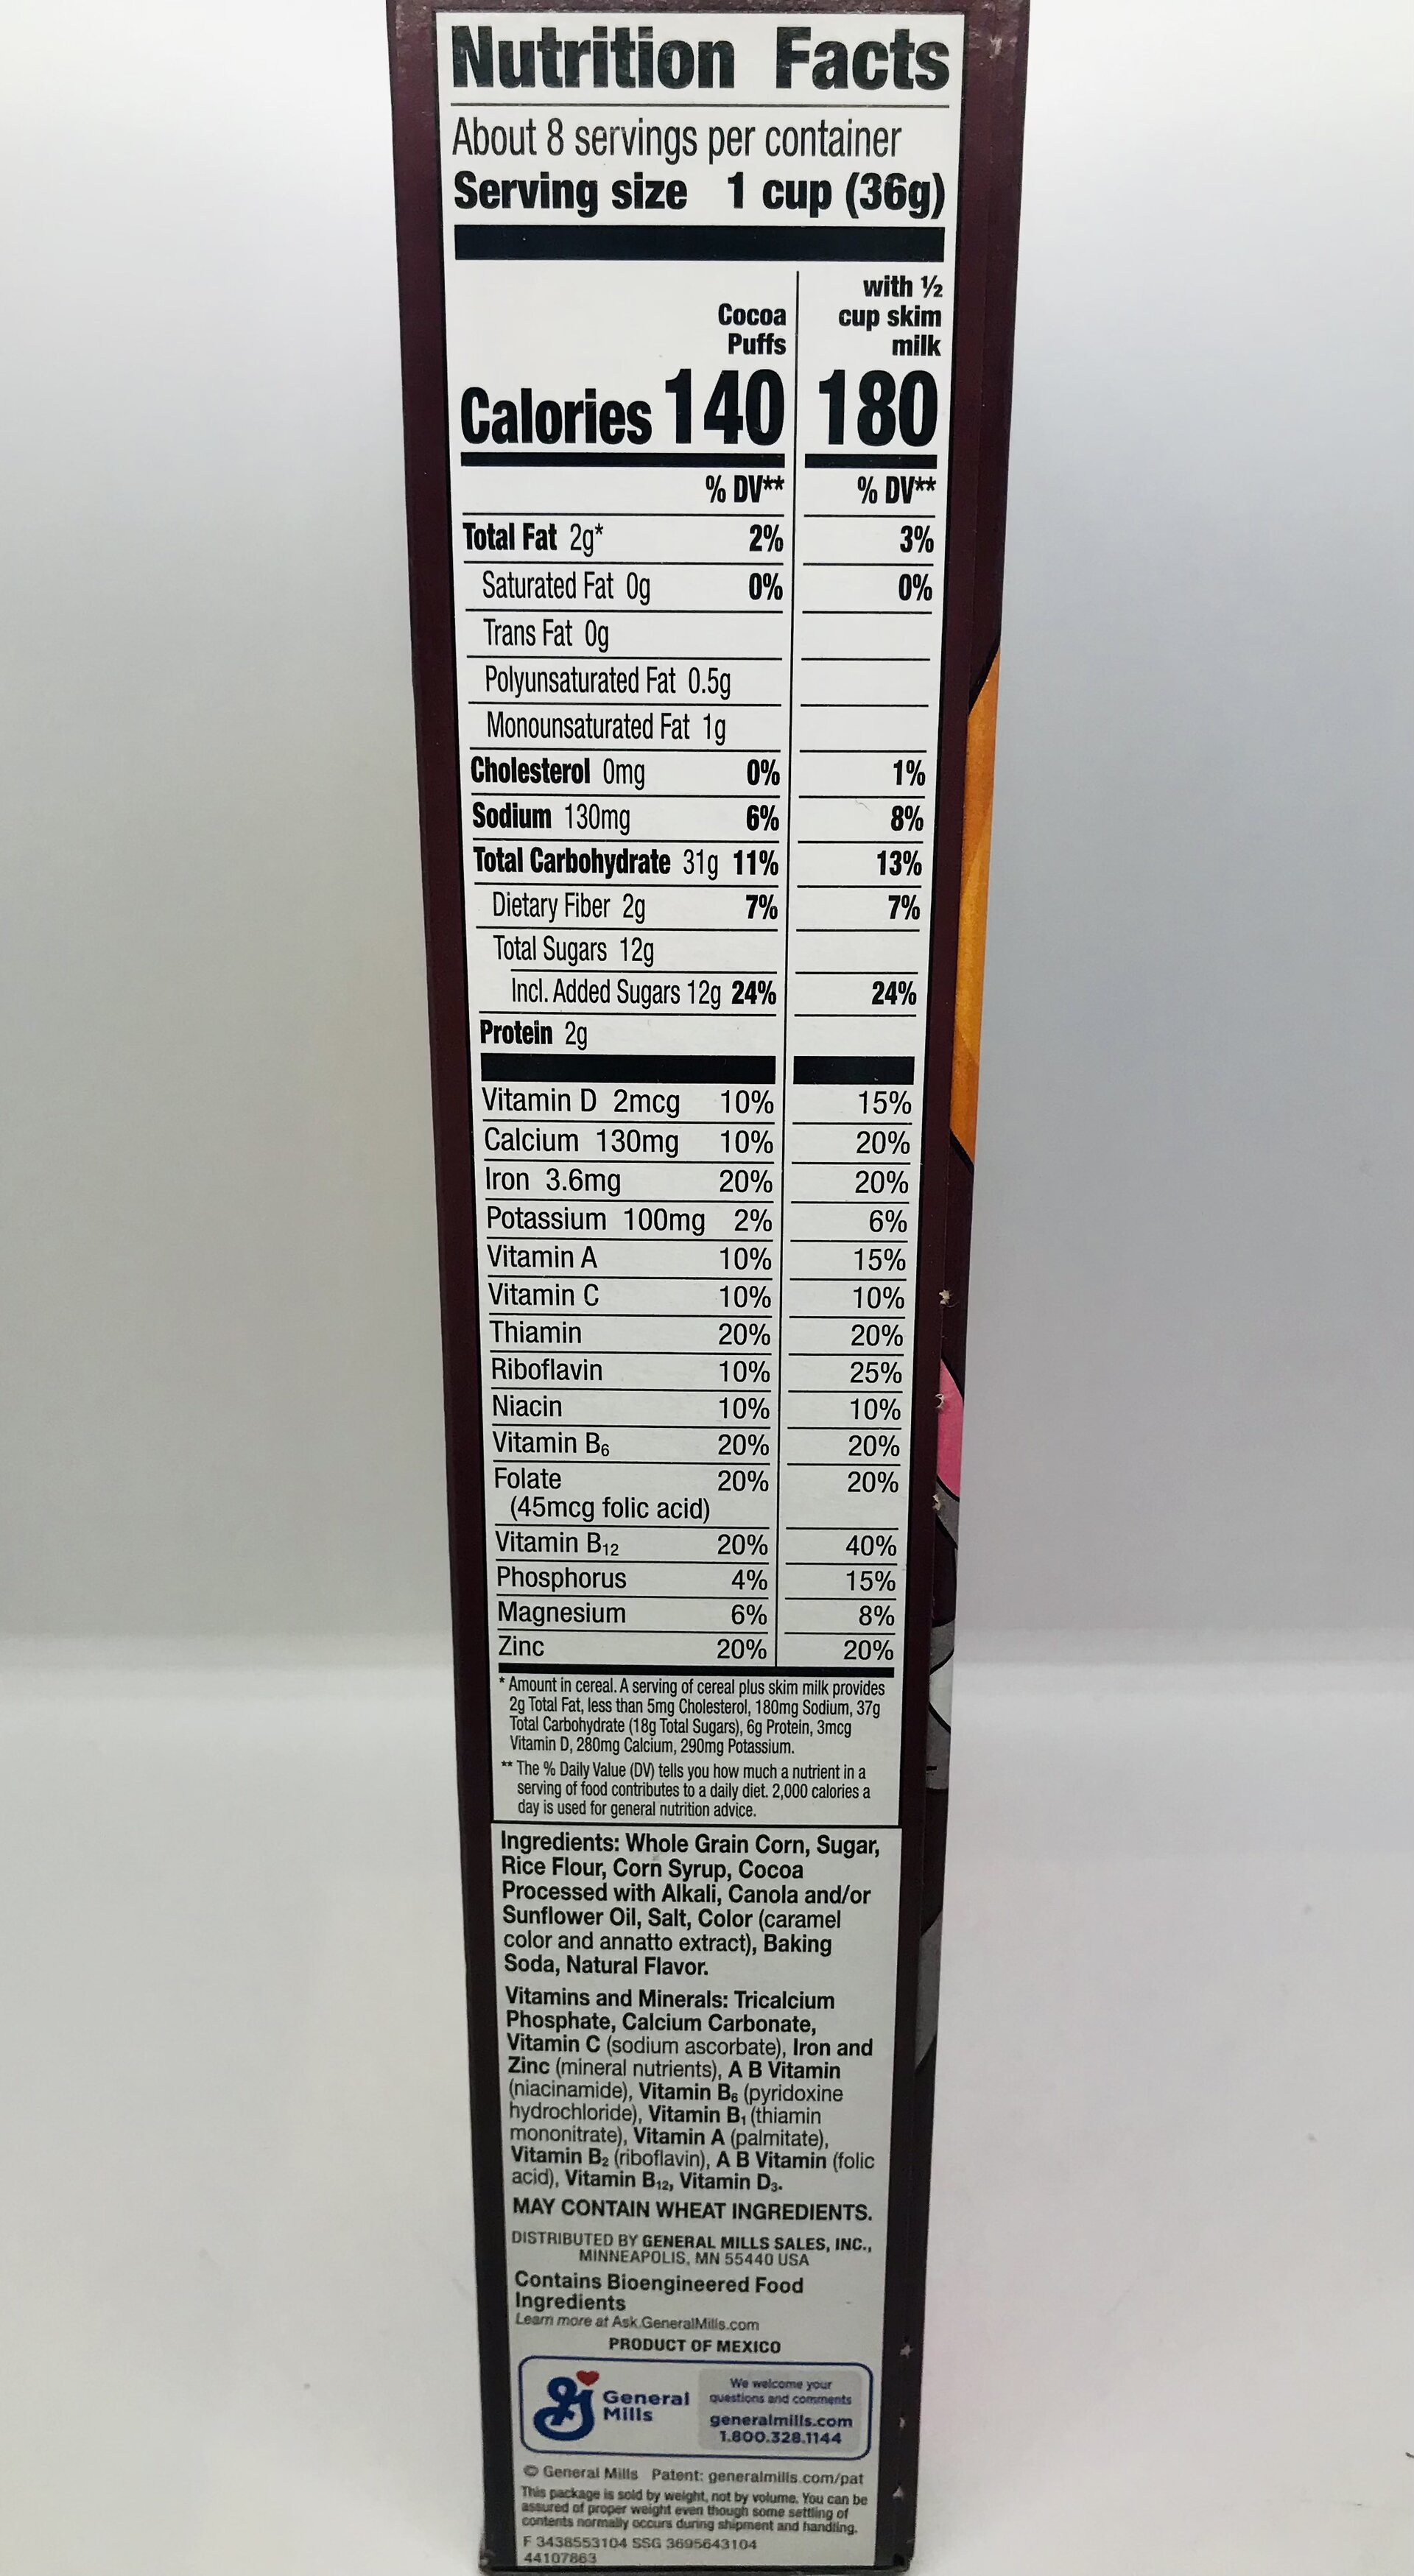 Nutrition Facts
About 8 servings per container
Serving size 1 cup (36g)
Cocoa Puffs
with ½ cup skim milk
Calories 140 180
% DV** % DV**
Total Fat 2g* 2% 3%
Saturated Fat 0g 0% 0%
Trans Fat 0g
Polyunsaturated Fat 0.5g
Monounsaturated Fat 1g
Cholesterol 0mg 0% 1%
Sodium 130mg 6% 8%
Total Carbohydrate 31g 11% 13%
Dietary Fiber 2g 7% 7%
Total Sugars 12g
Incl. Added Sugars 12g 24% 24%
Protein 2g
Vitamin D 2mcg 10% 15%
Calcium 130mg 10% 20%
Iron 3.6mg 20% 20%
Potassium 100mg 2% 6%
Vitamin A 10% 15%
Vitamin C 10% 10%
Thiamin 20% 20%
Riboflavin 10% 25%
Niacin 10% 10%
Vitamin B6 20% 20%
Folate 20% 20%
(45mcg folic acid)
Vitamin B12 20% 40%
Phosphorus 4% 15%
Magnesium 6% 8%
Zinc 20% 20%
* Amount in cereal. A serving of cereal plus skim milk provides
2g Total Fat, less than 5mg Cholesterol, 180mg Sodium, 37g
Total Carbohydrate (18g Total Sugars), 6g Protein, 3mcg
Vitamin D, 280mg Calcium, 290mg Potassium.
** The % Daily Value (DV) tells you how much a nutrient in a
serving of food contributes to a daily diet. 2,000 calories a
day is used for general nutrition advice.
Ingredients: Whole Grain Corn, Sugar,
Rice Flour, Corn Syrup, Cocoa
Processed with Alkali, Canola and/or
Sunflower Oil, Salt, Color (caramel
color and annatto extract), Baking
Soda, Natural Flavor.
Vitamins and Minerals: Tricalcium
Phosphate, Calcium Carbonate,
Vitamin C (sodium ascorbate), Iron and
Zinc (mineral nutrients), A B Vitamin
(niacinamide), Vitamin B6 (pyridoxine
hydrochloride), Vitamin B1 (thiamin
mononitrate), Vitamin A (palmitate),
Vitamin B2 (riboflavin), A B Vitamin (folic
acid), Vitamin B12, Vitamin D3.
MAY CONTAIN WHEAT INGREDIENTS.
DISTRIBUTED BY GENERAL MILLS SALES, INC.,
MINNEAPOLIS, MN 55440 USA
Contains Bioengineered Food
Ingredients
Learn more at Ask.GeneralMills.com
PRODUCT OF MEXICO
General
Mills
We welcome your
questions and comments
generalmills.com
1.800.328.1144
© General Mills Patent: generalmills.com/pat
This package is sold by weight, not by volume. You can be
assured of proper weight even though some settling of
contents normally occurs during shipment and handling.
F 3438553104 SSG 3695643104
44107863